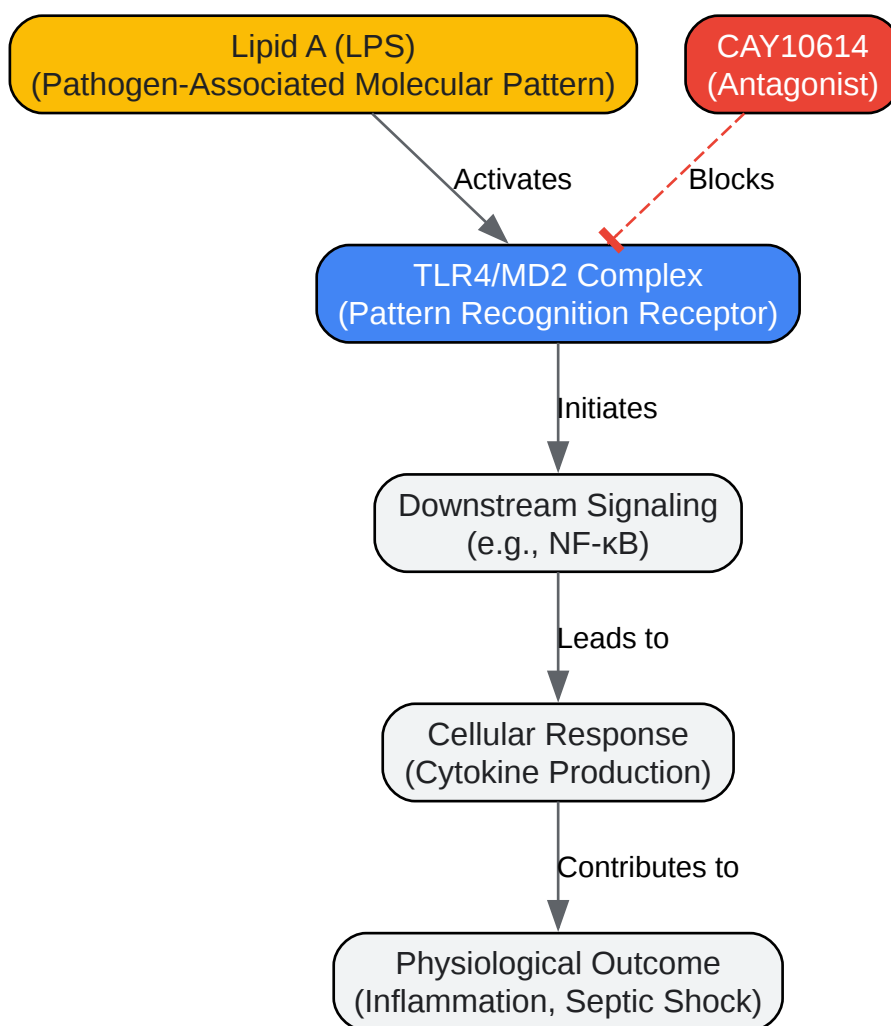 Lipid A (LPS)
(Pathogen-Associated Molecular Pattern)
CAY10614
(Antagonist)
Activates
Blocks
TLR4/MD2 Complex
(Pattern Recognition Receptor)
Initiates
Downstream Signaling
(e.g., NF-κB)
Leads to
Cellular Response
(Cytokine Production)
Contributes to
Physiological Outcome
(Inflammation, Septic Shock)